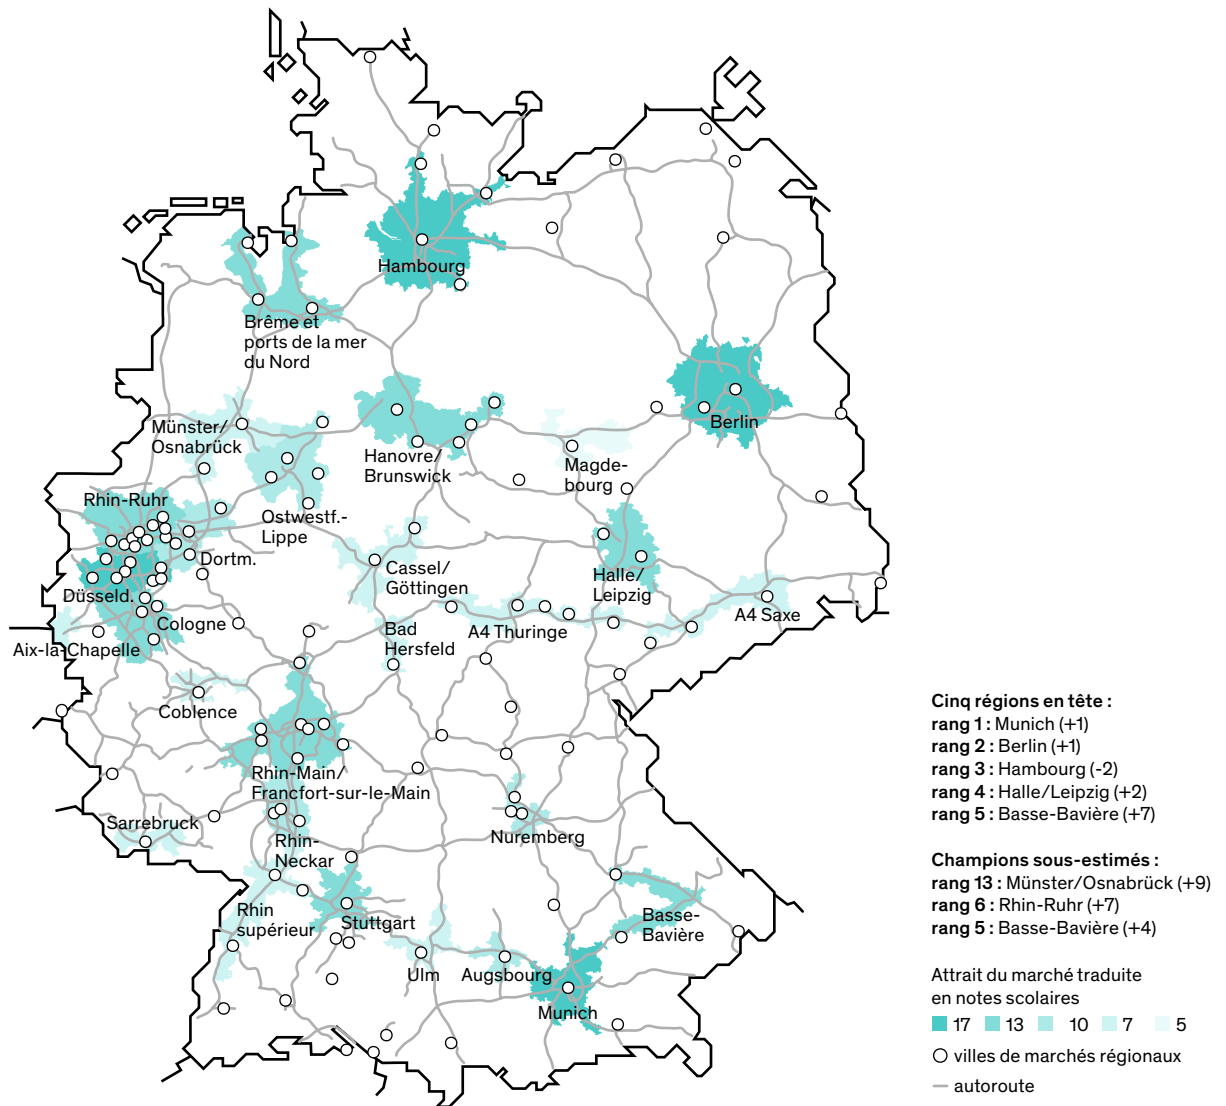 Hambourg
Brême et
ports de la mer
du Nord
Berlin
Münster/
Osnabrück
Hanovre/
Brunswick
Magde-
bourg
Rhin-Ruhr
Ostwestf.-
Lippe
Dortm.
Cassel/
Göttingen
Halle/
Leipzig
Düsseld.
Cologne
A4 Saxe
Aix-la-Chapelle
Bad
Hersfeld
A4 Thuringe
Coblence
Rhin-Main/
Francfort-sur-le-Main
Sarrebruck
Rhin-
Neckar
Nuremberg
Rhin
supérieur
Stuttgart
Basse-
Bavière
Ulm
Augsbourg
Munich
Cinq régions en tête :
rang 1 : Munich (+1)
rang 2 : Berlin (+1)
rang 3 : Hambourg (-2)
rang 4 : Halle/Leipzig (+2)
rang 5 : Basse-Bavière (+7)
Champions sous-estimés :
rang 13 : Münster/Osnabrück (+9)
rang 6 : Rhin-Ruhr (+7)
rang 5 : Basse-Bavière (+4)
Attrait du marché traduite
en notes scolaires
17 13 10 7 5
villes de marchés régionaux
autoroute